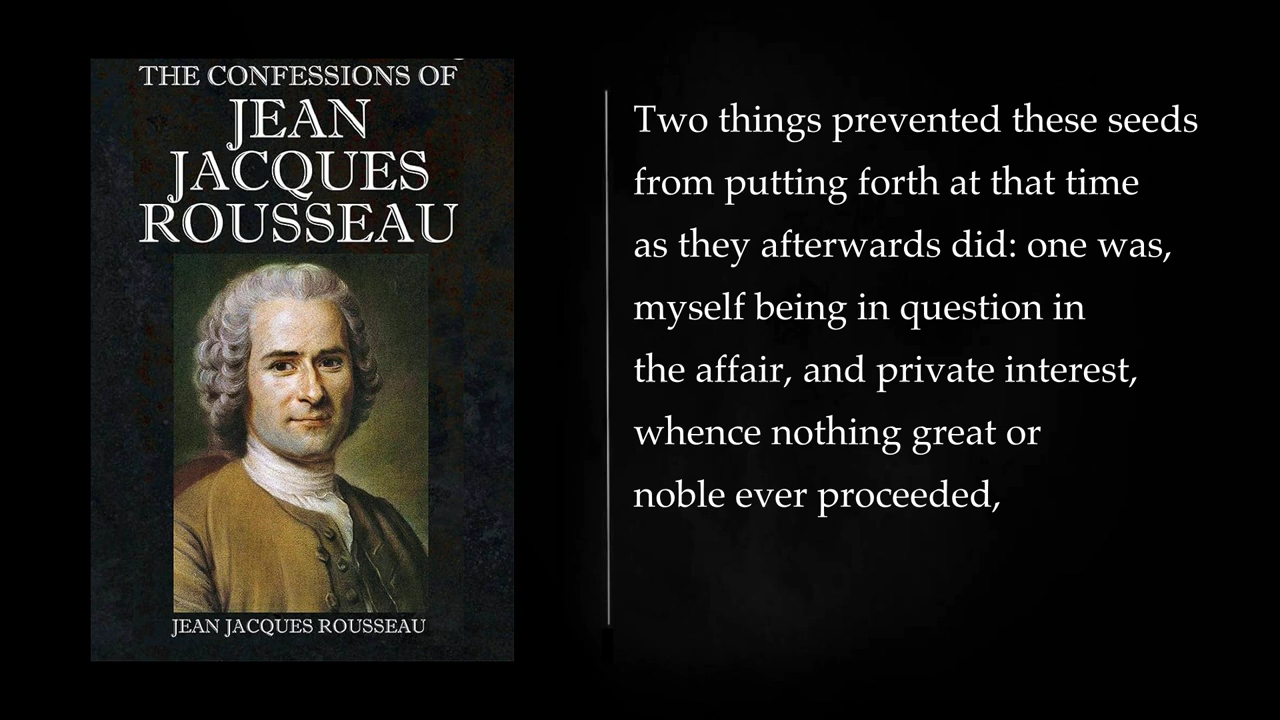 THE CONFESSIONS OF
JEAN
JACQUES
ROUSSEAU
JEAN JACQUES ROUSSEAU
Two things prevented these seeds
from putting forth at that time
as they afterwards did: one was,
myself being in question in
the affair, and private interest,
whence nothing great or
noble ever proceeded,